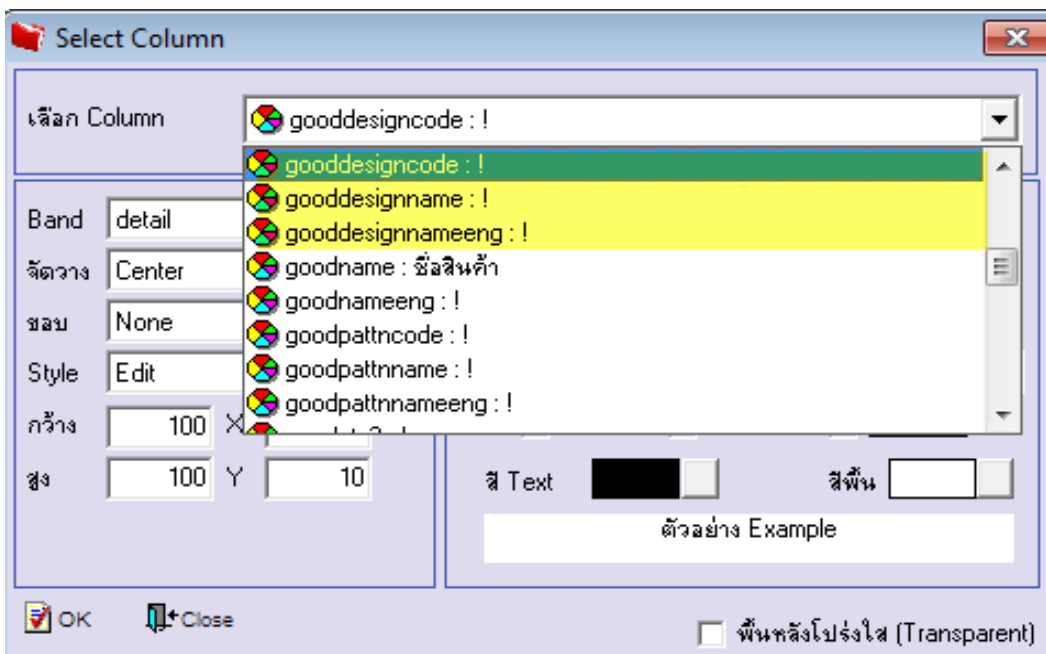 Select Column
เลือก Column
gooddesigncode : !
gooddesigncode : !
gooddesignname : !
gooddesignnameeng : !
goodname : ชื่อสินค้า
goodnameeng : !
goodpattncode : !
goodpattnname : !
goodpattnnameeng : !
Band detail
จัดวาง Center
ขอบ None
Style Edit
กว้าง 100 X
สูง 100 Y 10
สี Text
สีพื้น
ตัวอย่าง Example
OK Close
พื้นหลังโปร่งใส (Transparent)